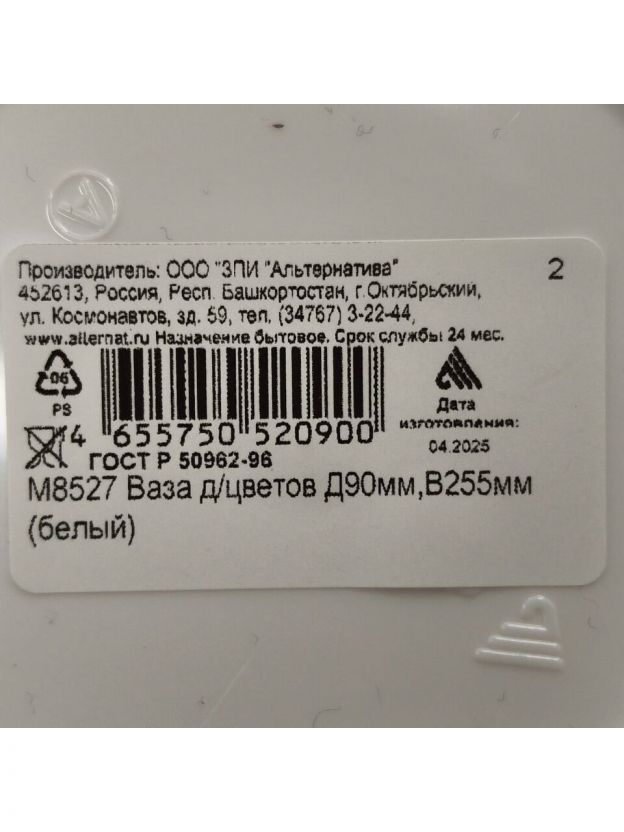 Производитель: ООО "ЗПИ "Альтернатива" 2
452613, Россия, Респ. Башкортостан, г.Октябрьский,
ул. Космонавтов, зд. 59, тел. (34767) 3-22-44,
www.alternat.ru Назначение бытовое. Срок службы 24 мес.
06
PS
Дата
изготовления:
04.2025
4 655750 520900
ГОСТ Р 50962-96
М8527 Ваза д/цветов Д90мм,В255мм
(белый)